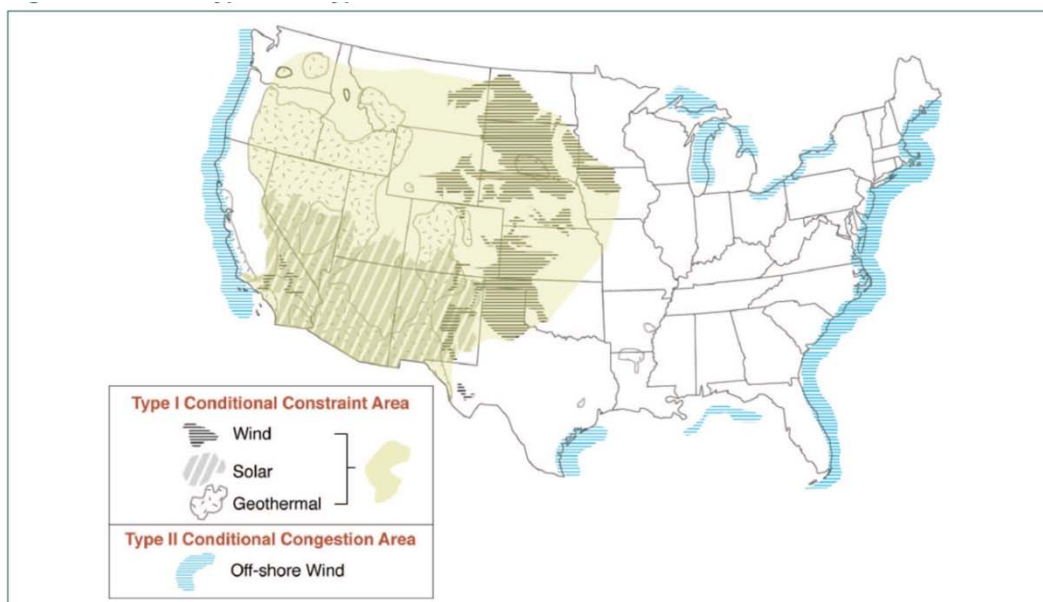 Type I Conditional Constraint Area
Wind
Solar
Geothermal
Type II Conditional Congestion Area
Off-shore Wind